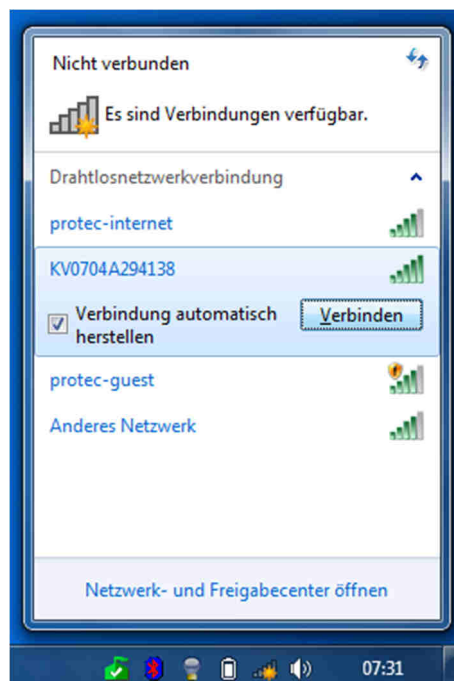 Nicht verbunden
Es sind Verbindungen verfügbar.
Drahtlosnetzwerkverbindung
protec-internet
KV0704A294138
Verbindung automatisch
herstellen
Verbinden
protec-guest
Anderes Netzwerk
Netzwerk- und Freigabecenter öffnen
07:31